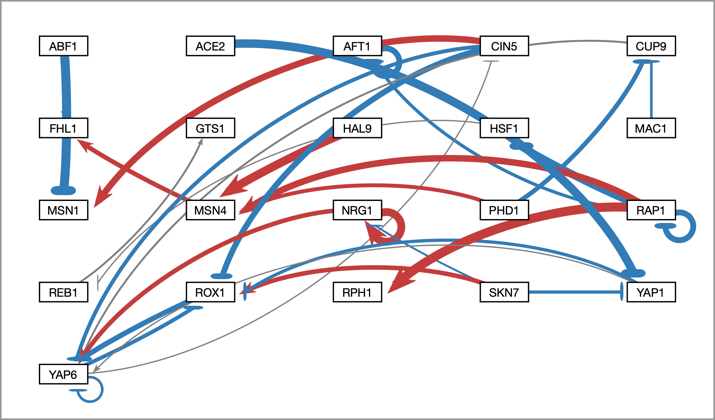 ABF1 ACE2 AFT1 CIN5 CUP9
FHL1 GTS1 HAL9 HSF1 MAC1
MSN1 MSN4 NRG1 PHD1 RAP1
REB1 ROX1 RPH1 SKN7 YAP1
YAP6